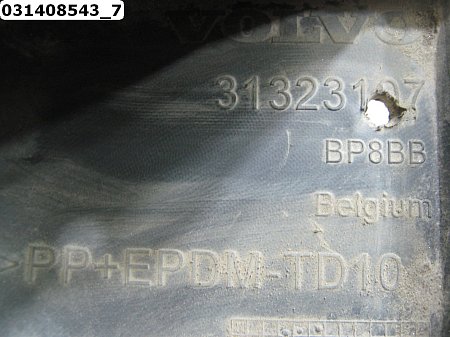 031408543_7
VOLVO
31323107
BP8BB
Belgium
>PP+EPDM-TD10